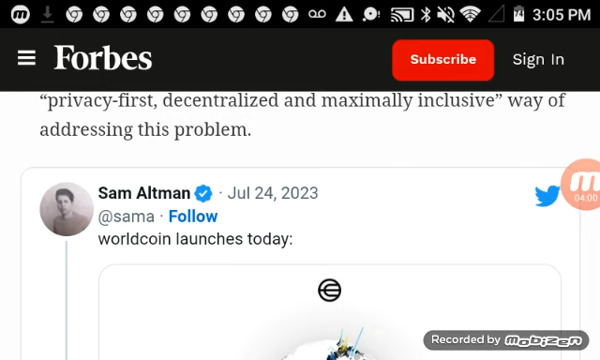 74
3:05 PM
Forbes
Subscribe
Sign In
“privacy-first, decentralized and maximally inclusive” way of
addressing this problem.
Sam Altman · Jul 24, 2023
@sama · Follow
worldcoin launches today:
04:00
Recorded by mobizen